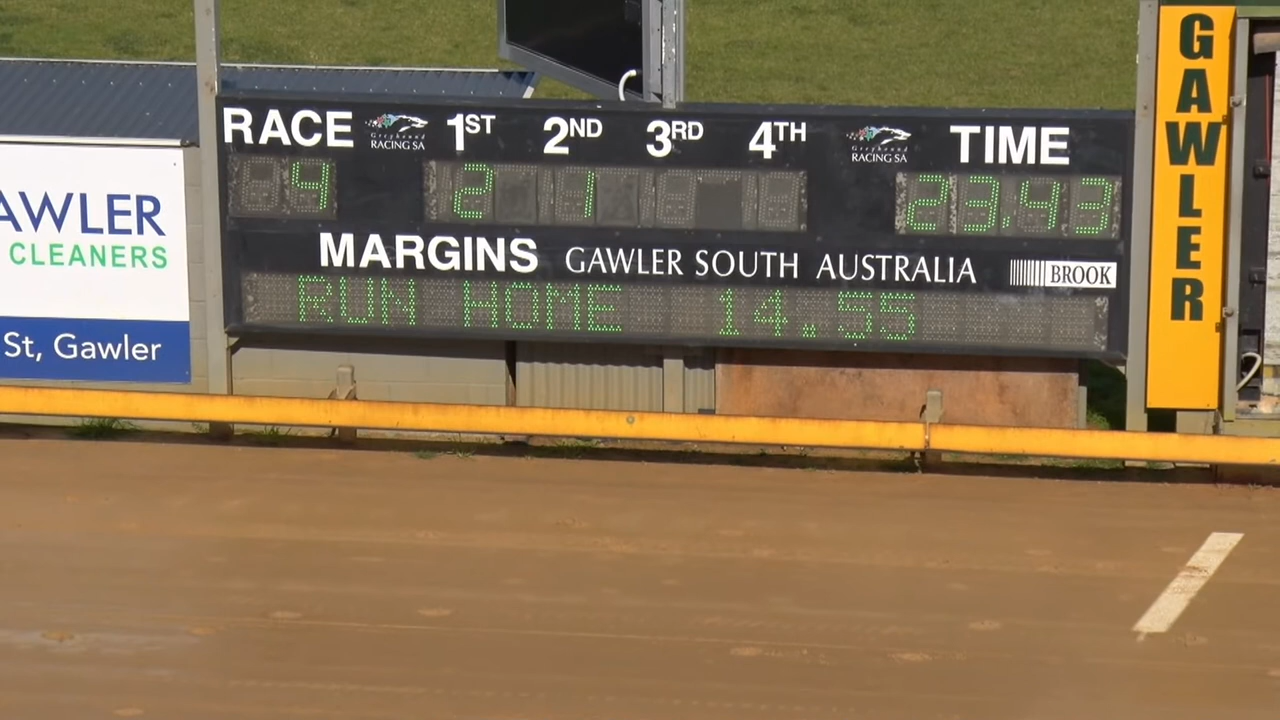 RACE 1ST 2ND 3RD 4TH TIME
Greyhound RACING SA Greyhound RACING SA
4 2 1 23.43
MARGINS GAWLER SOUTH AUSTRALIA BROOK
RUN HOME 14.55
GAWLER
AWLER
CLEANERS
St, Gawler